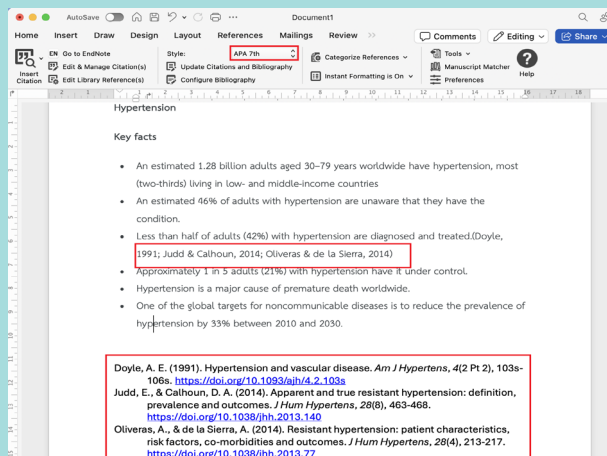 AutoSave
Document1
Home Insert Draw Design Layout References Mailings Review >> Comments Editing Share
EN Go to EndNote Style: APA 7th Categorize References Tools
Edit & Manage Citation(s) Update Citations and Bibliography Manuscript Matcher
Insert Citation Edit Library Reference(s) Configure Bibliography Instant Formatting is On Preferences Help
Hypertension
Key facts
• An estimated 1.28 billion adults aged 30–79 years worldwide have hypertension, most
(two-thirds) living in low- and middle-income countries
• An estimated 46% of adults with hypertension are unaware that they have the
condition.
• Less than half of adults (42%) with hypertension are diagnosed and treated.(Doyle,
1991; Judd & Calhoun, 2014; Oliveras & de la Sierra, 2014)
• Approximately 1 in 5 adults (21%) with hypertension have it under control.
• Hypertension is a major cause of premature death worldwide.
• One of the global targets for noncommunicable diseases is to reduce the prevalence of
hypertension by 33% between 2010 and 2030.
Doyle, A. E. (1991). Hypertension and vascular disease. Am J Hypertens, 4(2 Pt 2), 103s-
106s. https://doi.org/10.1093/ajh/4.2.103s
Judd, E., & Calhoun, D. A. (2014). Apparent and true resistant hypertension: definition,
prevalence and outcomes. J Hum Hypertens, 28(8), 463-468.
https://doi.org/10.1038/jhh.2013.140
Oliveras, A., & de la Sierra, A. (2014). Resistant hypertension: patient characteristics,
risk factors, co-morbidities and outcomes. J Hum Hypertens, 28(4), 213-217.
https://doi.org/10.1038/jhh.2013.77